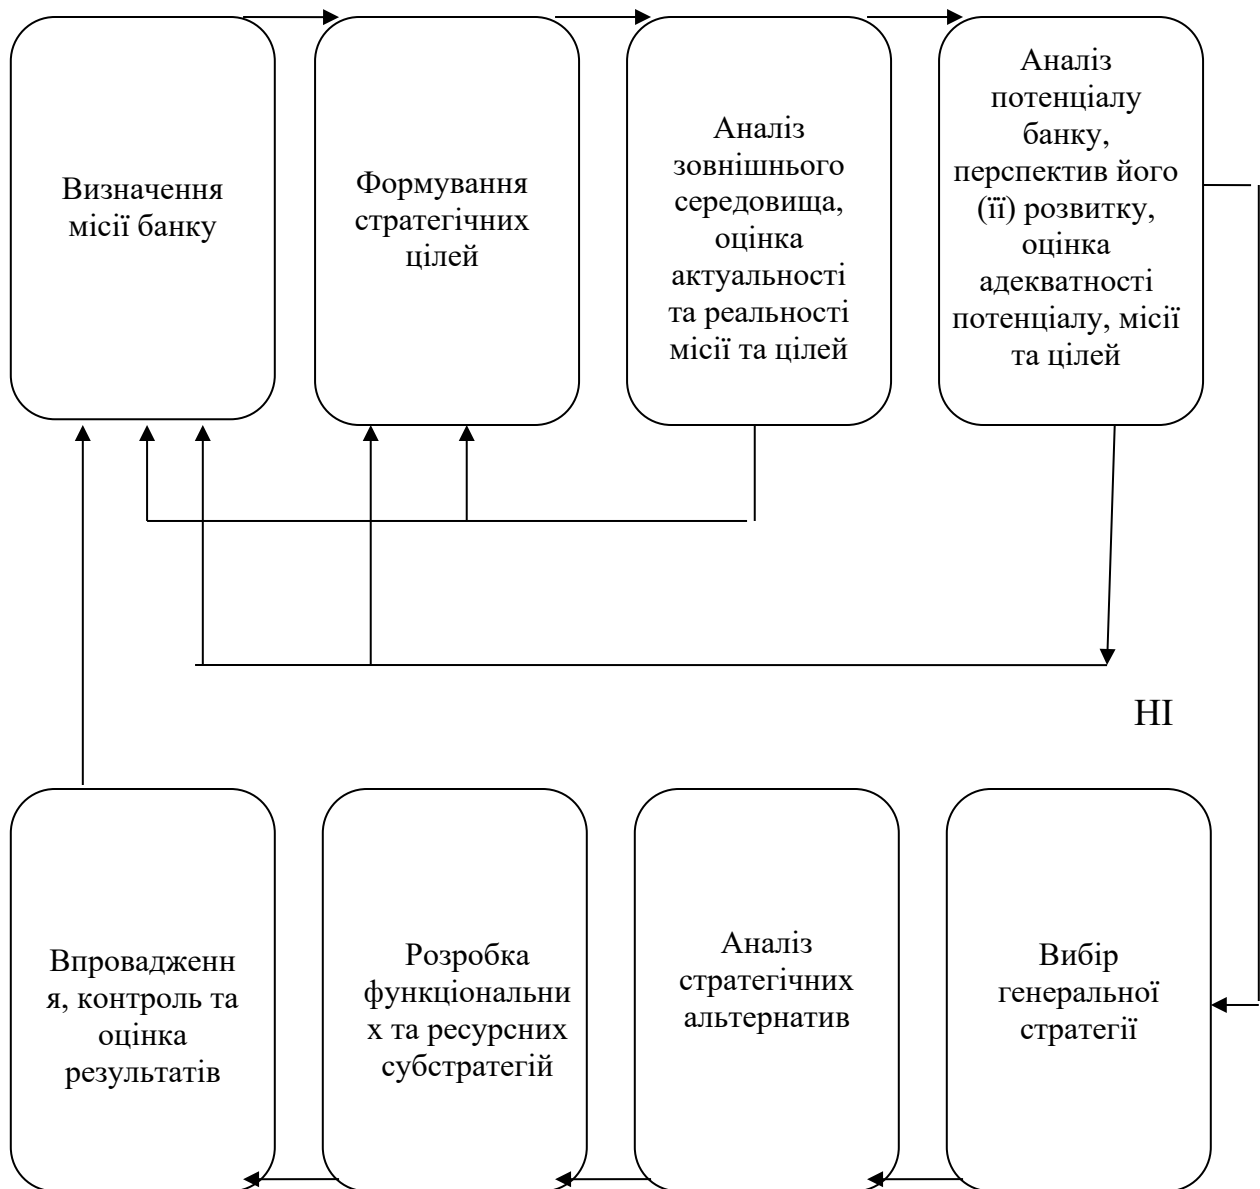 Визначення
місії банку
Формування
стратегічних
цілей
Аналіз
зовнішнього
середовища,
оцінка
актуальності
та реальності
місії та цілей
Аналіз
потенціалу
банку,
перспектив його
(її) розвитку,
оцінка
адекватності
потенціалу, місії
та цілей
НІ
Впровадженн
я, контроль та
оцінка
результатів
Розробка
функціональни
х та ресурсних
субстратегій
Аналіз
стратегічних
альтернатив
Вибір
генеральної
стратегії